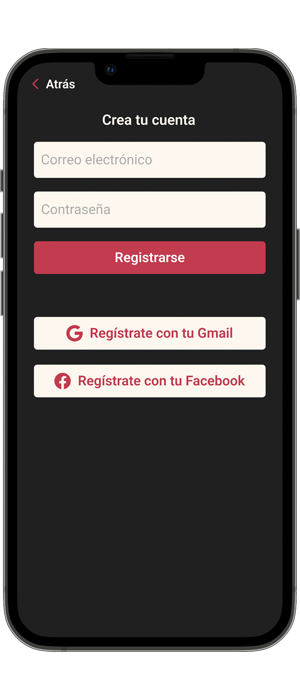 Atrás
Crea tu cuenta
Correo electrónico
Contraseña
Registrarse
Regístrate con tu Gmail
Regístrate con tu Facebook